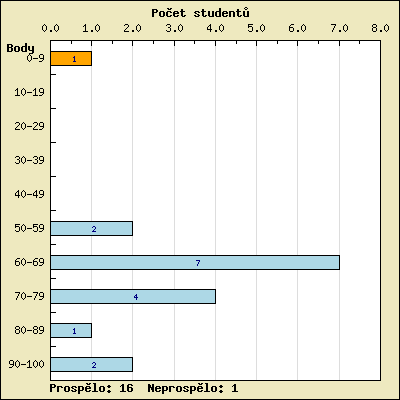 Počet studentů
0.0 1.0 2.0 3.0 4.0 5.0 6.0 7.0 8.0
Body
0-9 1
10-19
20-29
30-39
40-49
50-59 2
60-69 7
70-79 4
80-89 1
90-100 2
Prospělo: 16 Neprospělo: 1